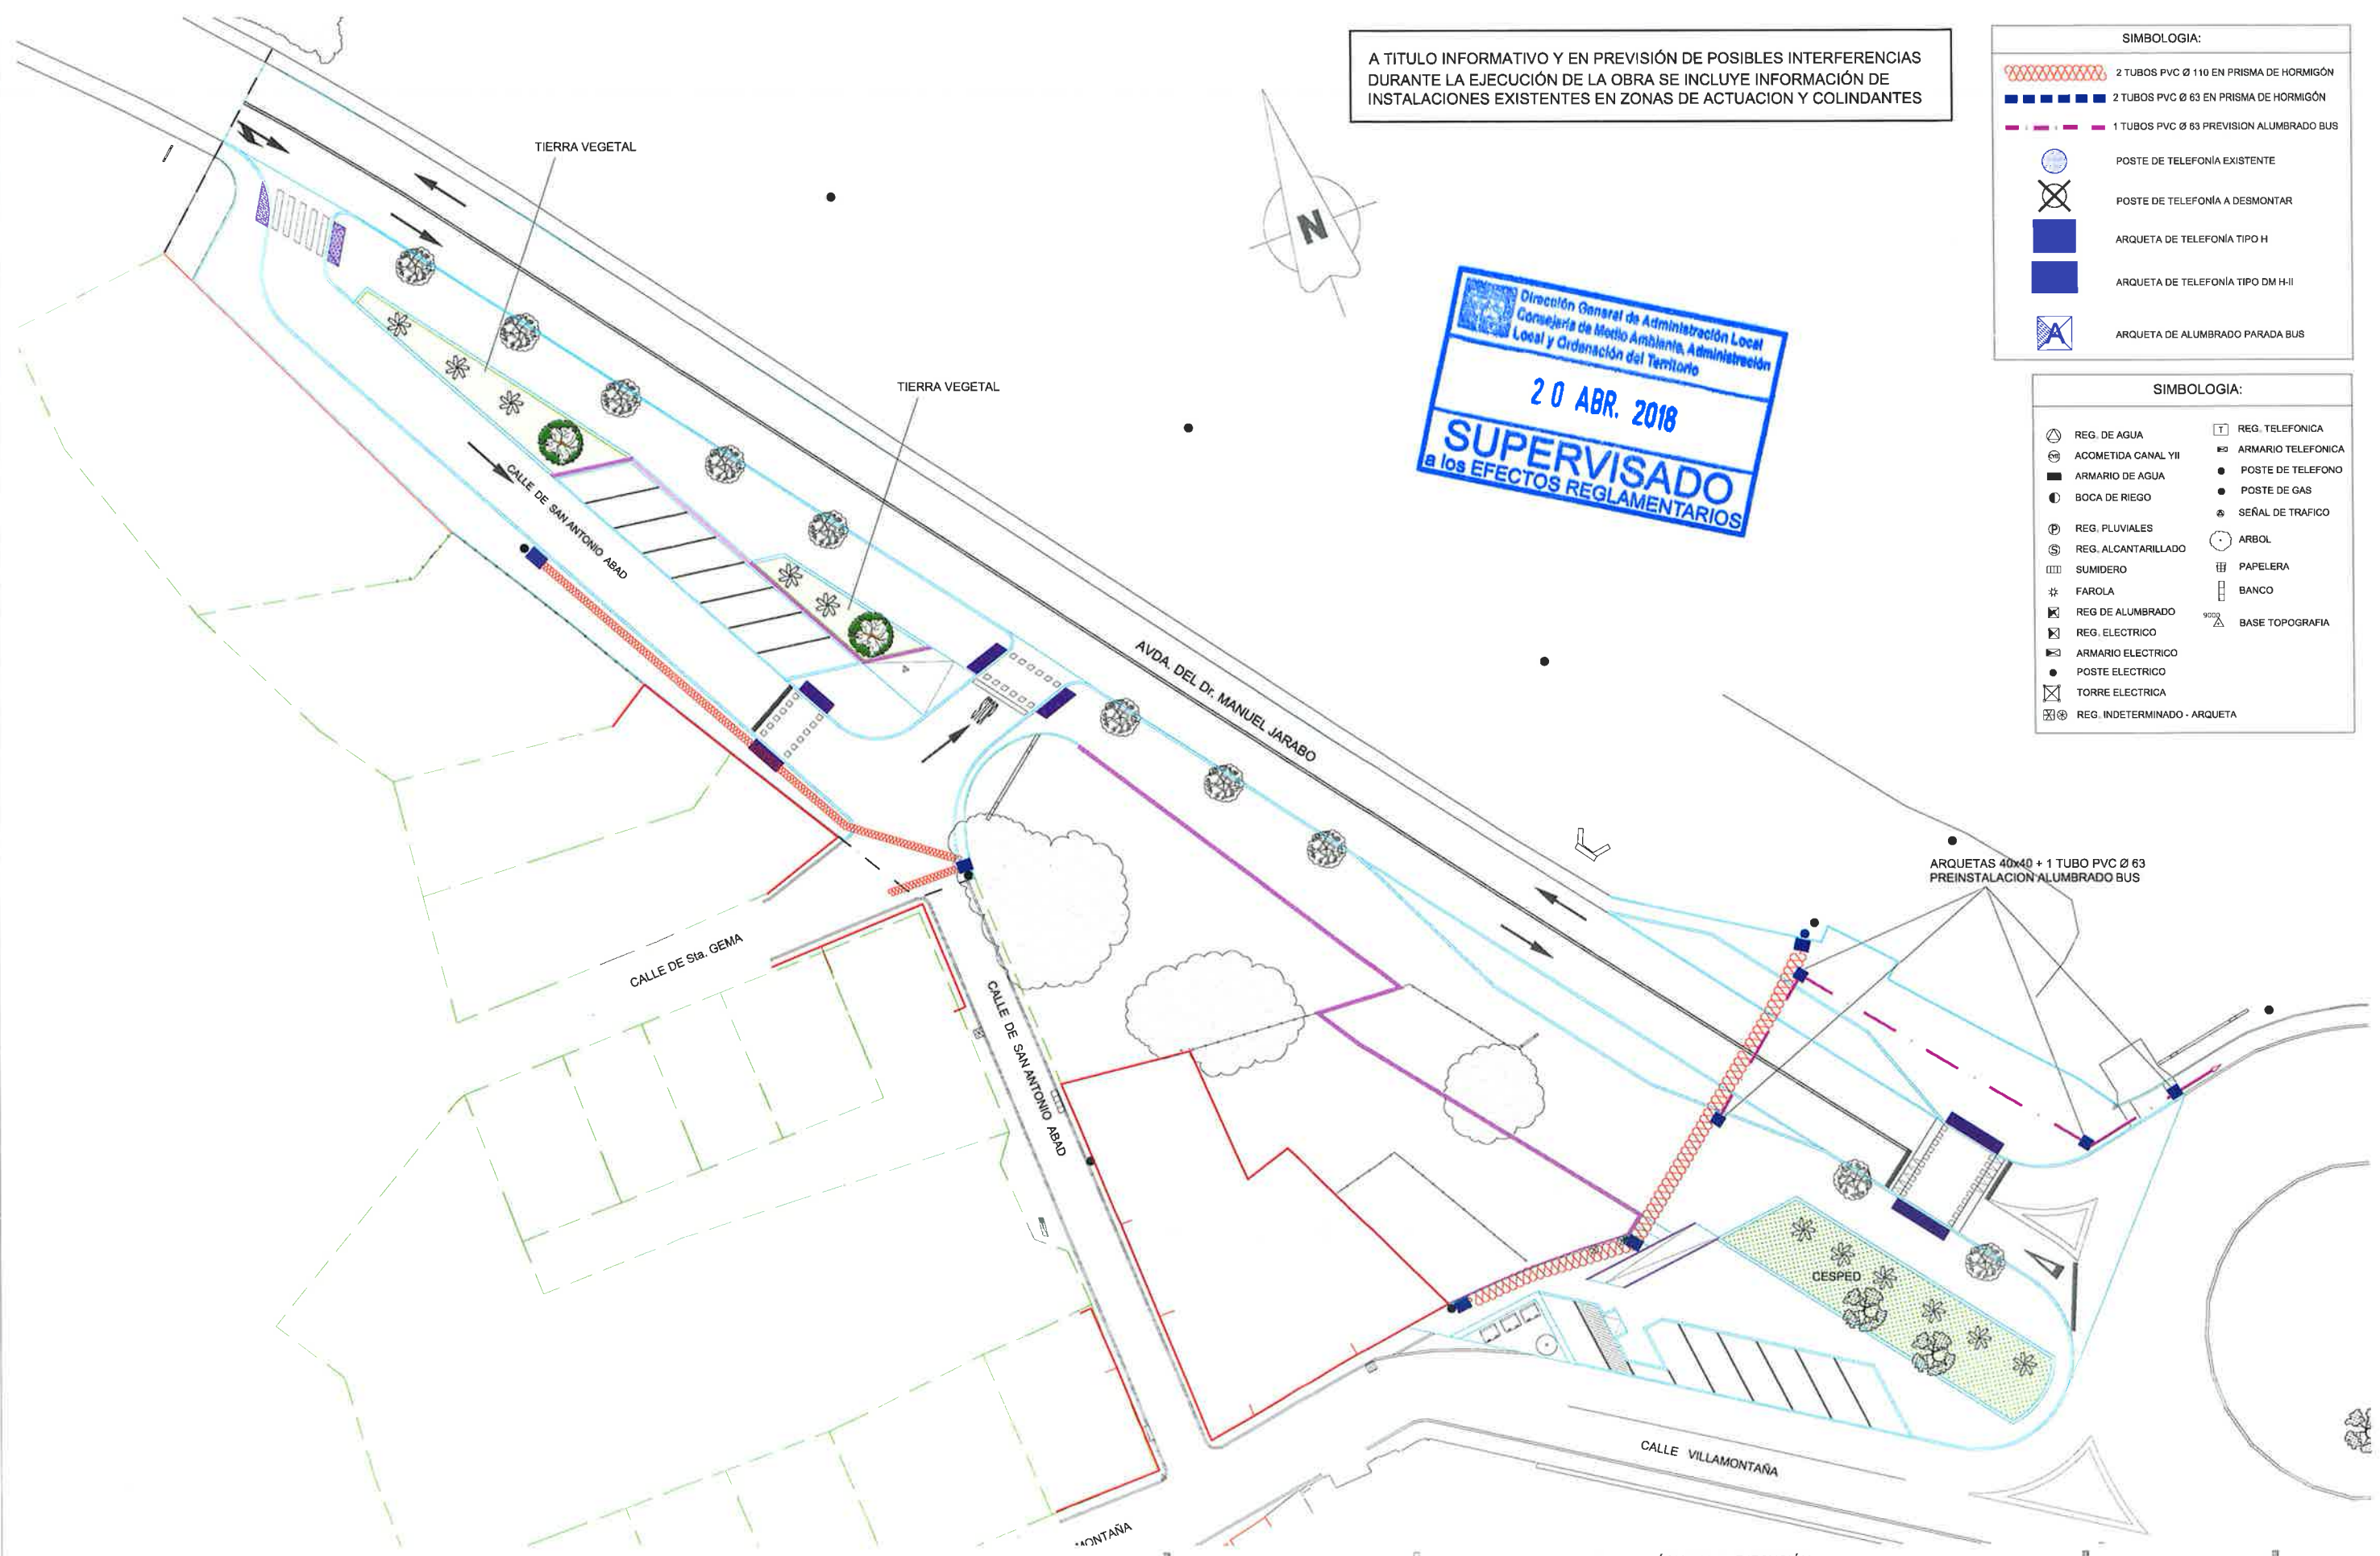 A TITULO INFORMATIVO Y EN PREVISIÓN DE POSIBLES INTERFERENCIAS
DURANTE LA EJECUCIÓN DE LA OBRA SE INCLUYE INFORMACIÓN DE
INSTALACIONES EXISTENTES EN ZONAS DE ACTUACION Y COLINDANTES
SIMBOLOGIA:
2 TUBOS PVC Ø 110 EN PRISMA DE HORMIGÓN
2 TUBOS PVC Ø 63 EN PRISMA DE HORMIGÓN
1 TUBOS PVC Ø 63 PREVISION ALUMBRADO BUS
POSTE DE TELEFONÍA EXISTENTE
POSTE DE TELEFONÍA A DESMONTAR
ARQUETA DE TELEFONÍA TIPO H
ARQUETA DE TELEFONÍA TIPO DM H-II
A
ARQUETA DE ALUMBRADO PARADA BUS
SIMBOLOGIA:
REG. DE AGUA
ACOMETIDA CANAL YII
ARMARIO DE AGUA
BOCA DE RIEGO
P REG. PLUVIALES
S REG. ALCANTARILLADO
SUMIDERO
FAROLA
REG DE ALUMBRADO
REG. ELECTRICO
ARMARIO ELECTRICO
POSTE ELECTRICO
TORRE ELECTRICA
REG. INDETERMINADO - ARQUETA
T REG. TELEFONICA
ARMARIO TELEFONICA
POSTE DE TELEFONO
POSTE DE GAS
SEÑAL DE TRAFICO
ARBOL
PAPELERA
BANCO
9000 BASE TOPOGRAFIA
TIERRA VEGETAL
TIERRA VEGETAL
N
Dirección General de Administración Local
Consejería de Medio Ambiente, Administración
Local y Ordenación del Territorio
20 ABR. 2018
SUPERVISADO
a los EFECTOS REGLAMENTARIOS
CALLE DE SAN ANTONIO ABAD
AVDA. DEL Dr. MANUEL JARABO
ARQUETAS 40x40 + 1 TUBO PVC Ø 63
PREINSTALACION ALUMBRADO BUS
CALLE DE Sta. GEMA
CALLE DE SAN ANTONIO ABAD
CESPED
CALLE VILLAMONTAÑA
MONTAÑA